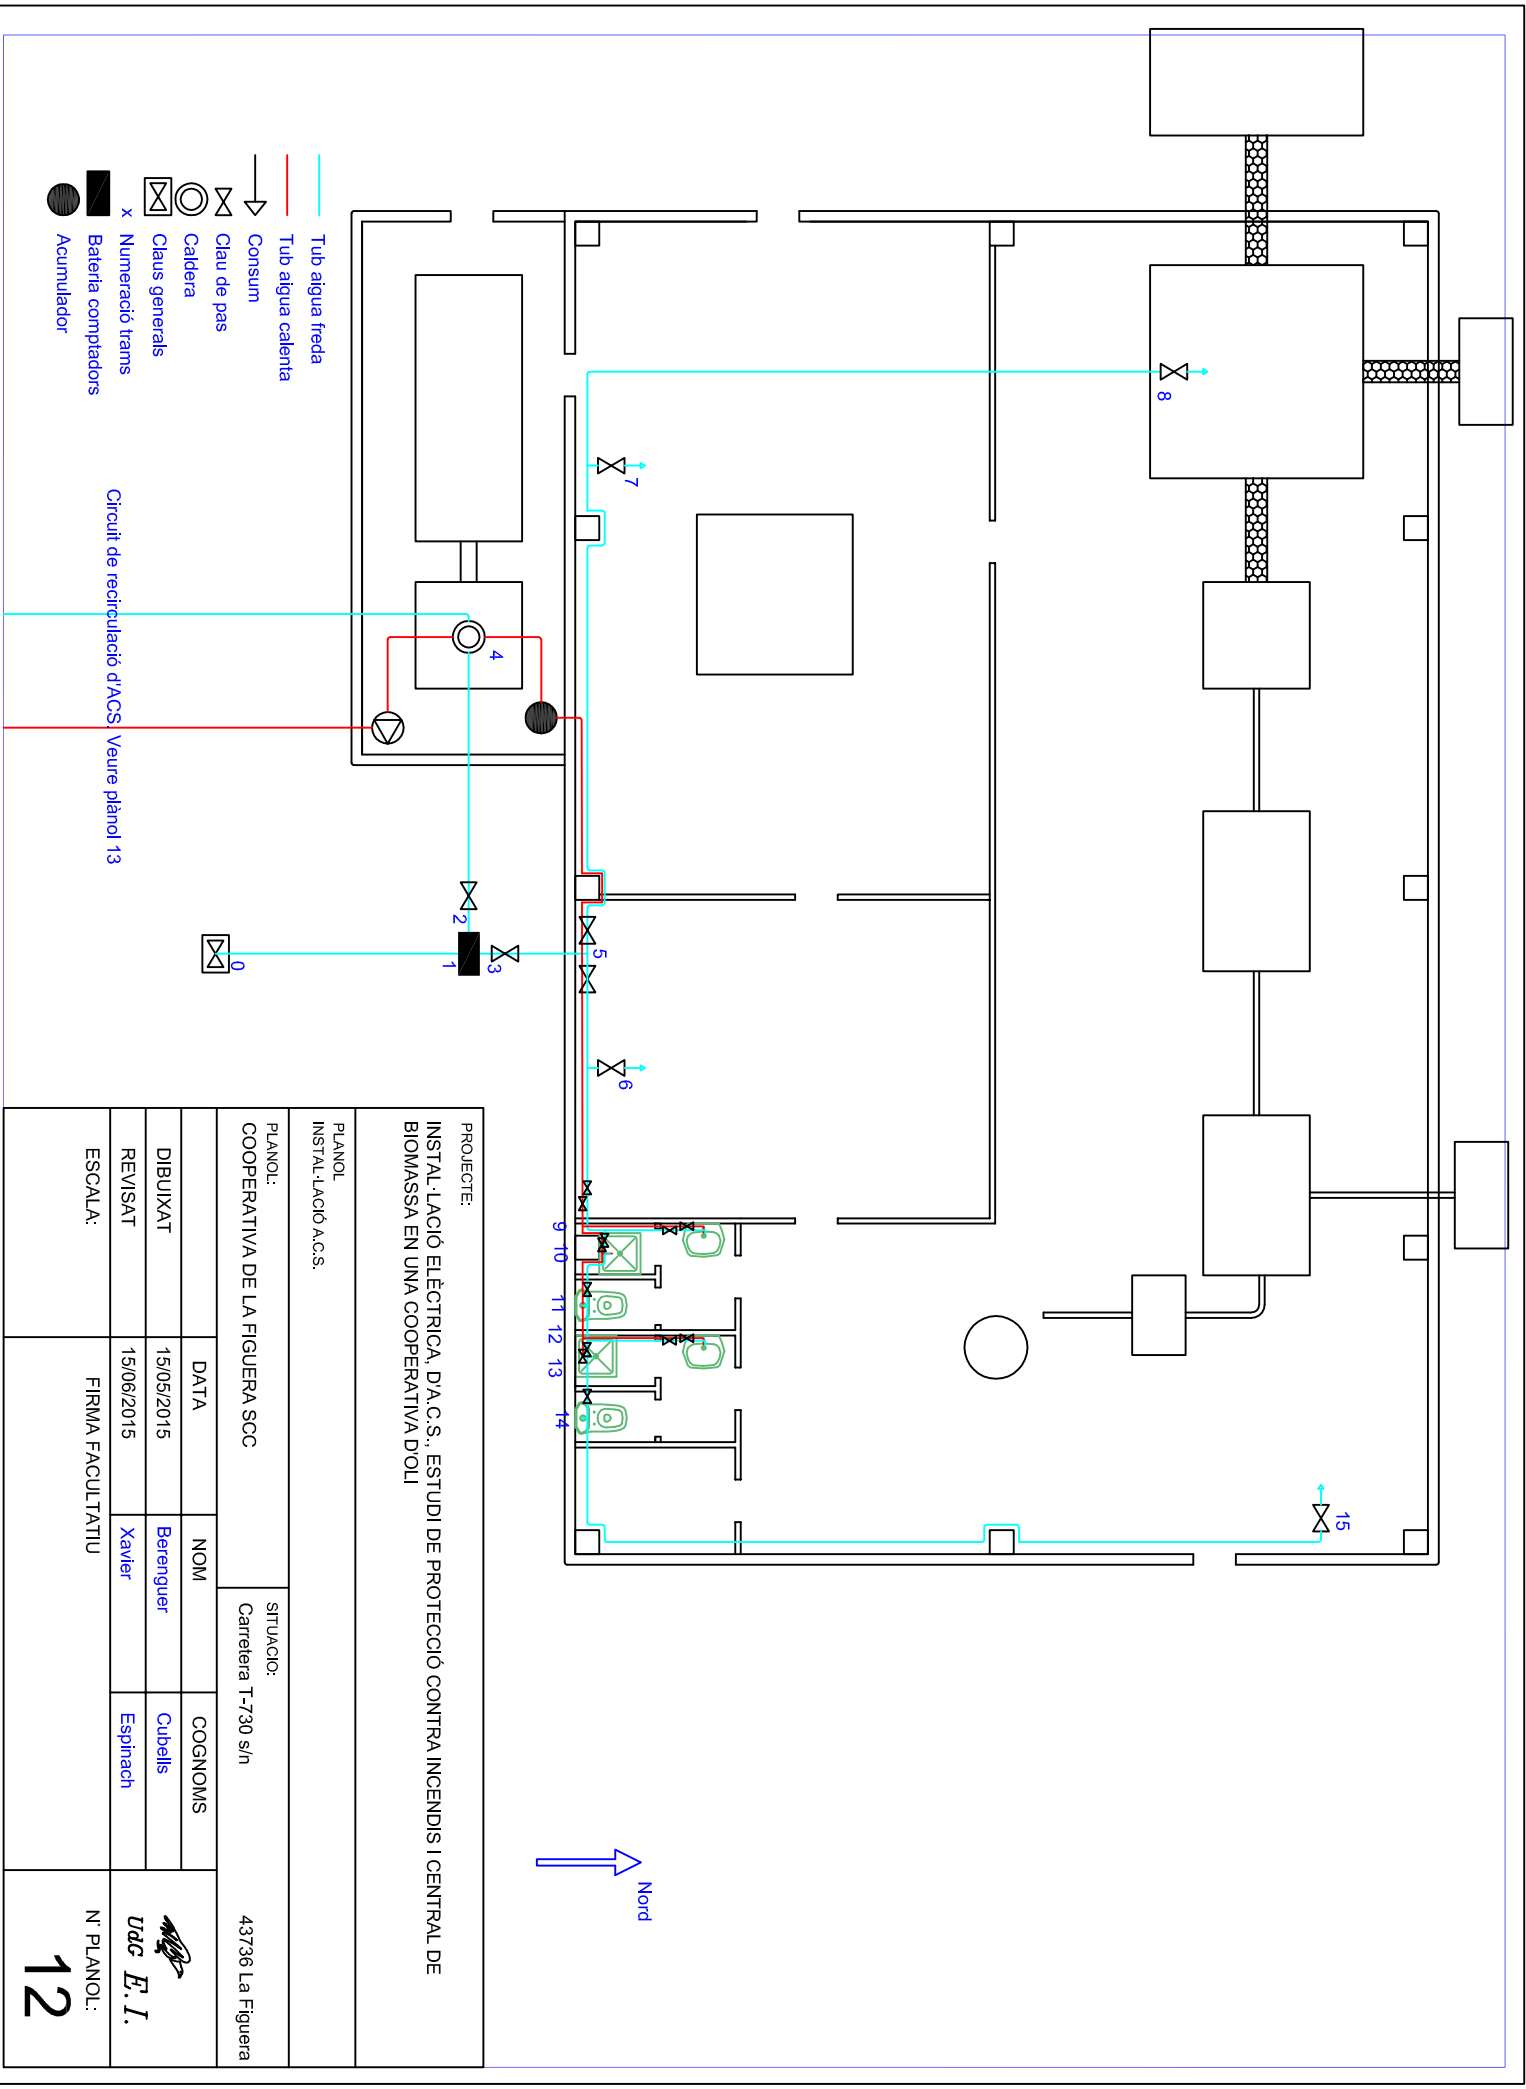 Nord
15
8
7
4
5
3
2
1
0
6
9
10
11
12
13
14
Tub aigua freda
Tub aigua calenta
Consum
Clau de pas
Caldera
Claus generals
x Numeració trams
Bateria comptadors
Acumulador
Circuit de recirculació d'ACS. Veure plànol 13
PROJECTE:
INSTAL·LACIÓ ELÈCTRICA, D'A.C.S., ESTUDI DE PROTECCIÓ CONTRA INCENDIS I CENTRAL DE
BIOMASSA EN UNA COOPERATIVA D'OLI
PLANOL
INSTAL·LACIÓ A.C.S.
PLANOL:
COOPERATIVA DE LA FIGUERA SCC
SITUACIO:
Carretera T-730 s/n 43736 La Figuera
DATA NOM COGNOMS
DIBUIXAT 15/05/2015 Berenguer Cubells
REVISAT 15/06/2015 Xavier Espinach
UdG E.I.
ESCALA: FIRMA FACULTATIU
N° PLANOL:
12